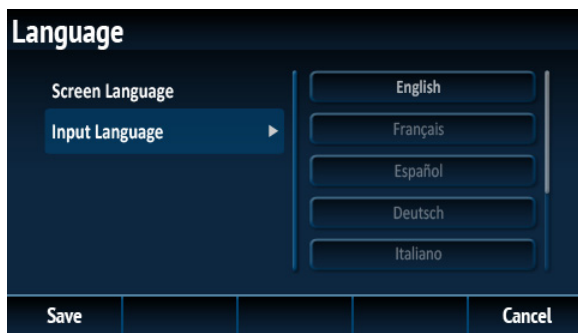 Language
Screen Language
Input Language
English
Français
Español
Deutsch
Italiano
Save
Cancel